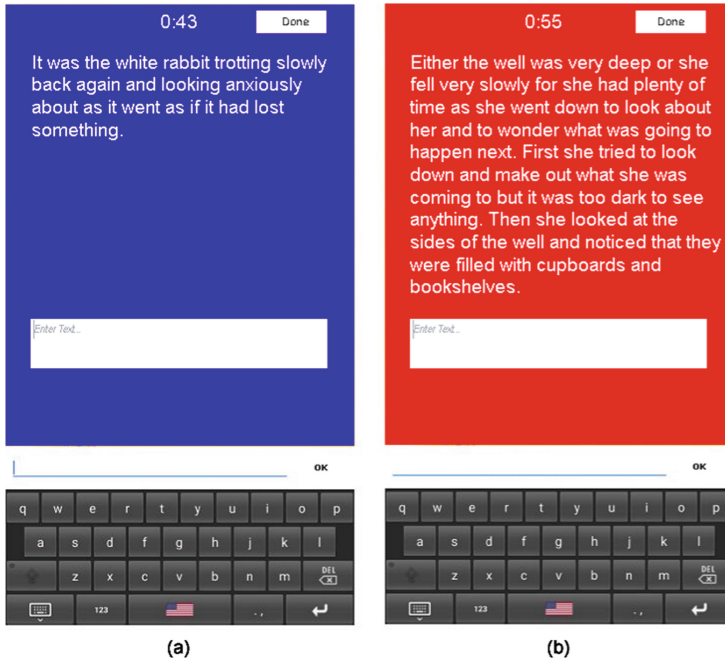 0:43
Done
It was the white rabbit trotting slowly
back again and looking anxiously
about as it went as if it had lost
something.
Enter Text...
OK
q w e r t y u i o p
a s d f g h j k l
z x c v b n m DEL
123 .,
(a)
0:55
Done
Either the well was very deep or she
fell very slowly for she had plenty of
time as she went down to look about
her and to wonder what was going to
happen next. First she tried to look
down and make out what she was
coming to but it was too dark to see
anything. Then she looked at the
sides of the well and noticed that they
were filled with cupboards and
bookshelves.
Enter Text...
OK
q w e r t y u i o p
a s d f g h j k l
z x c v b n m DEL
123 .,
(b)